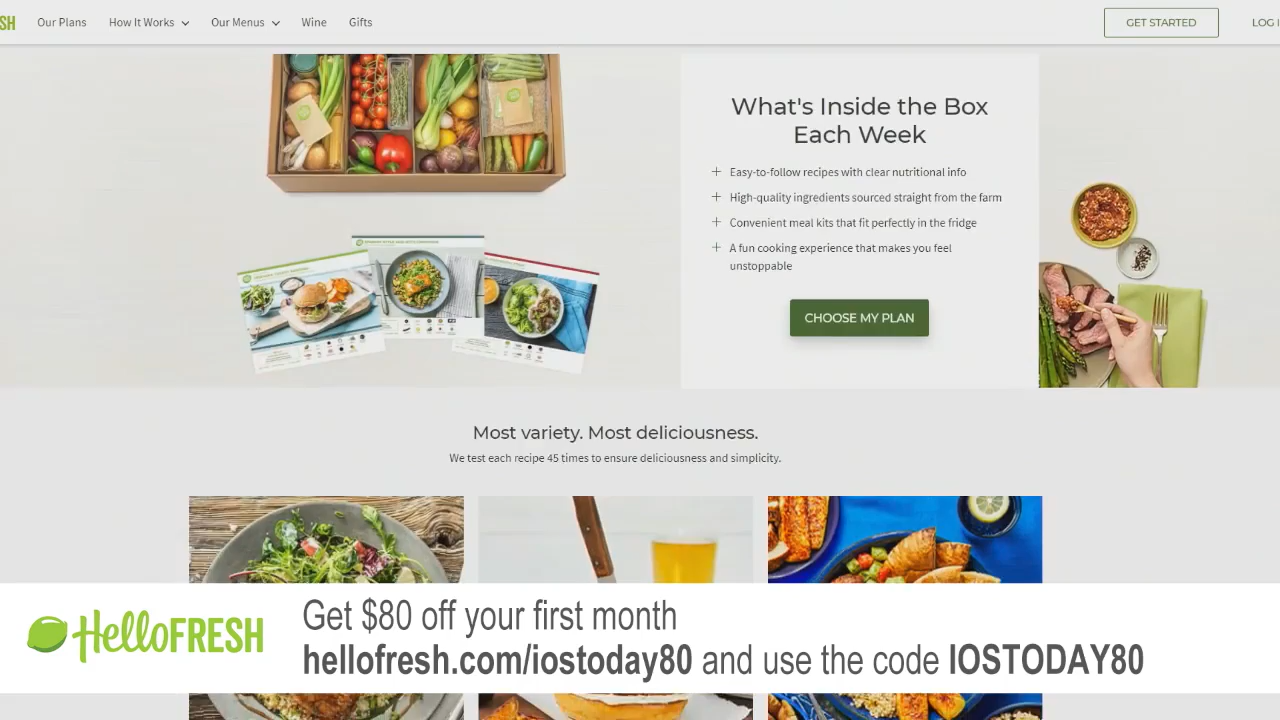 SH
Our Plans
How It Works
Our Menus
Wine
Gifts
GET STARTED
LOG I
What's Inside the Box
Each Week
Easy-to-follow recipes with clear nutritional info
High-quality ingredients sourced straight from the farm
Convenient meal kits that fit perfectly in the fridge
A fun cooking experience that makes you feel
unstoppable
CHOOSE MY PLAN
Most variety. Most deliciousness.
We test each recipe 45 times to ensure deliciousness and simplicity.
HelloFRESH
Get $80 off your first month
hellofresh.com/iostoday80 and use the code IOSTODAY80